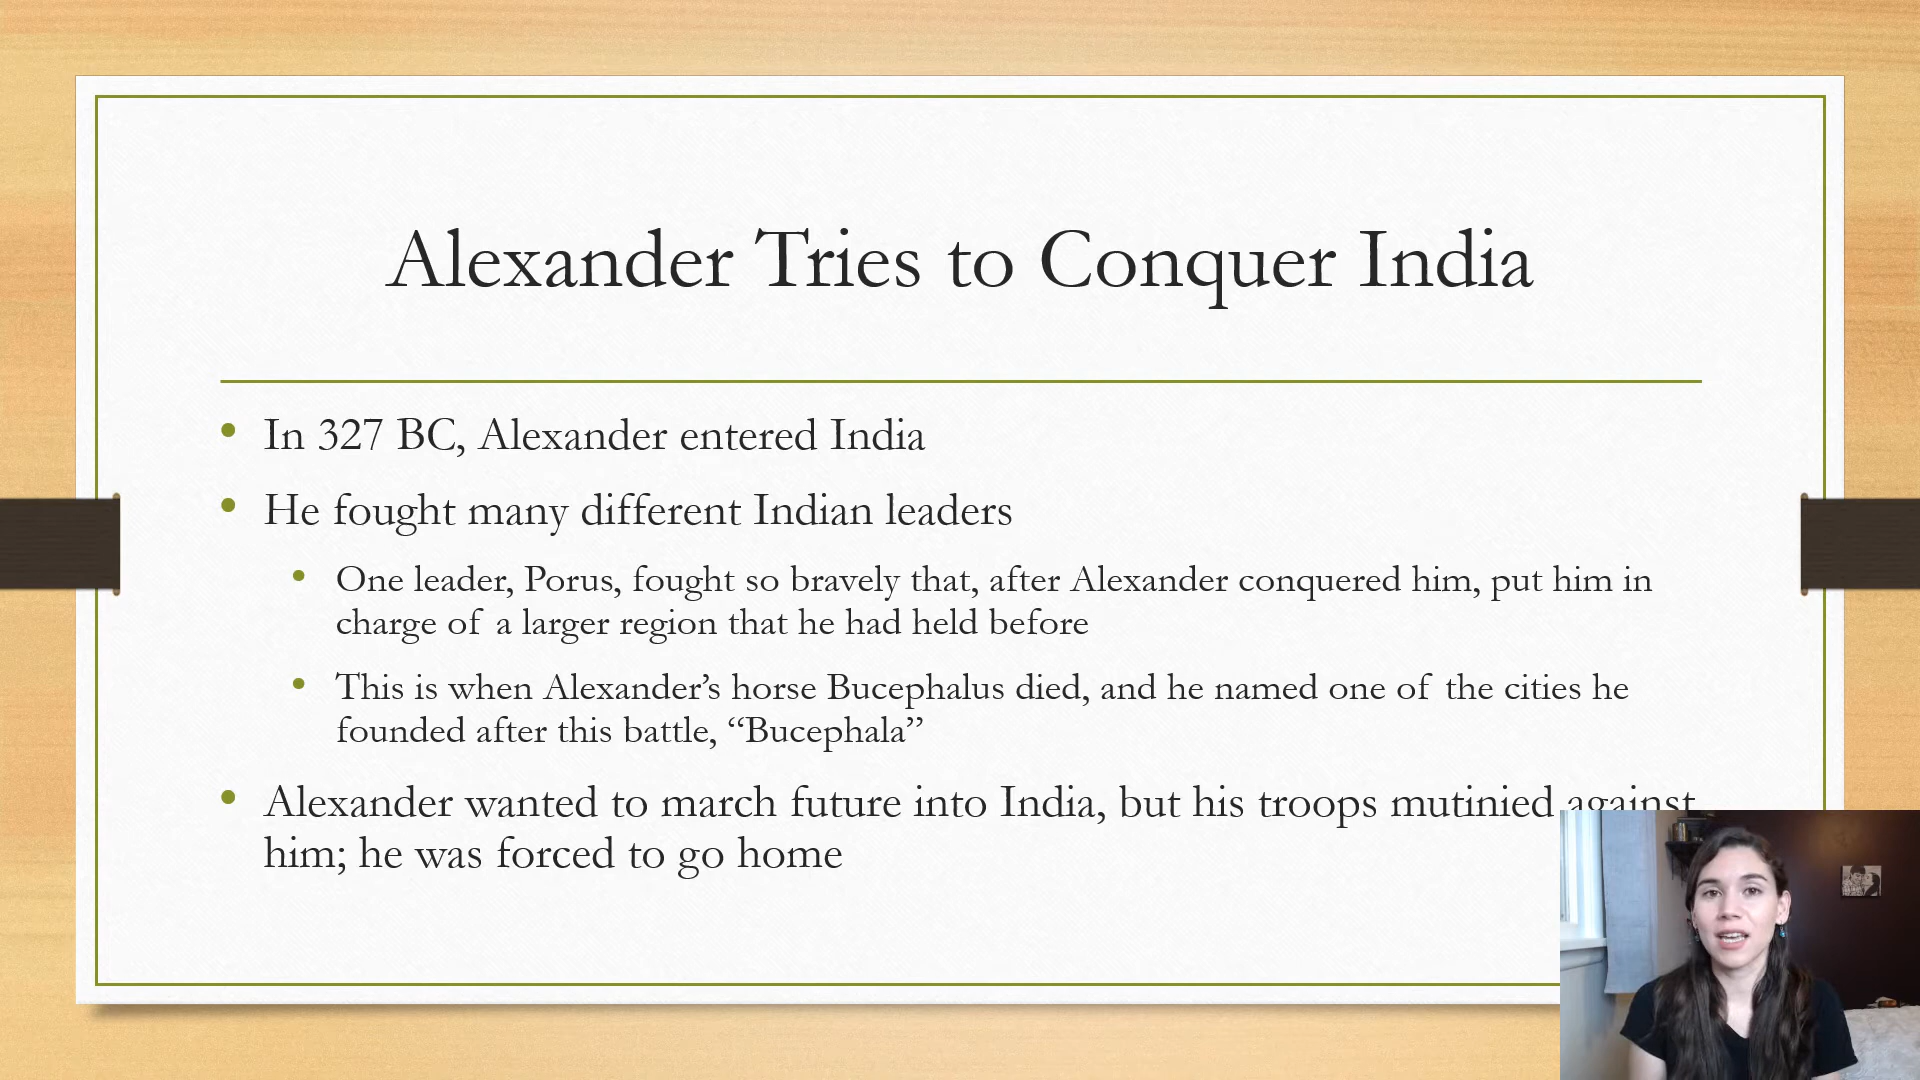 Alexander Tries to Conquer India
• In 327 BC, Alexander entered India
• He fought many different Indian leaders
• One leader, Porus, fought so bravely that, after Alexander conquered him, put him in
charge of a larger region that he had held before
• This is when Alexander’s horse Bucephalus died, and he named one of the cities he
founded after this battle, “Bucephala”
• Alexander wanted to march future into India, but his troops mutinied against
him; he was forced to go home